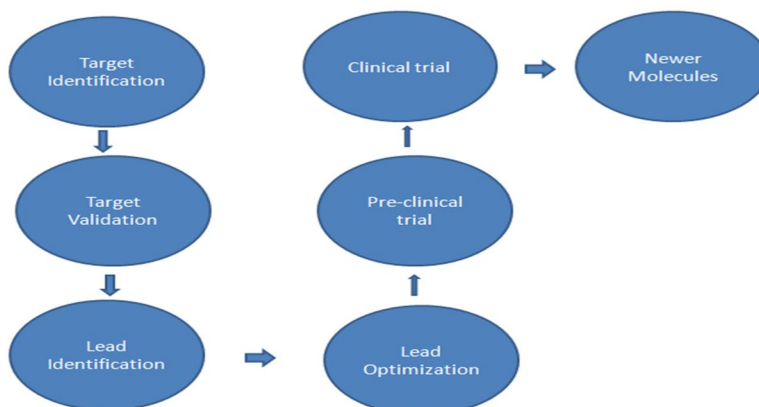 Target
Identification
Target
Validation
Lead
Identification
Lead
Optimization
Pre-clinical
trial
Clinical trial
Newer
Molecules